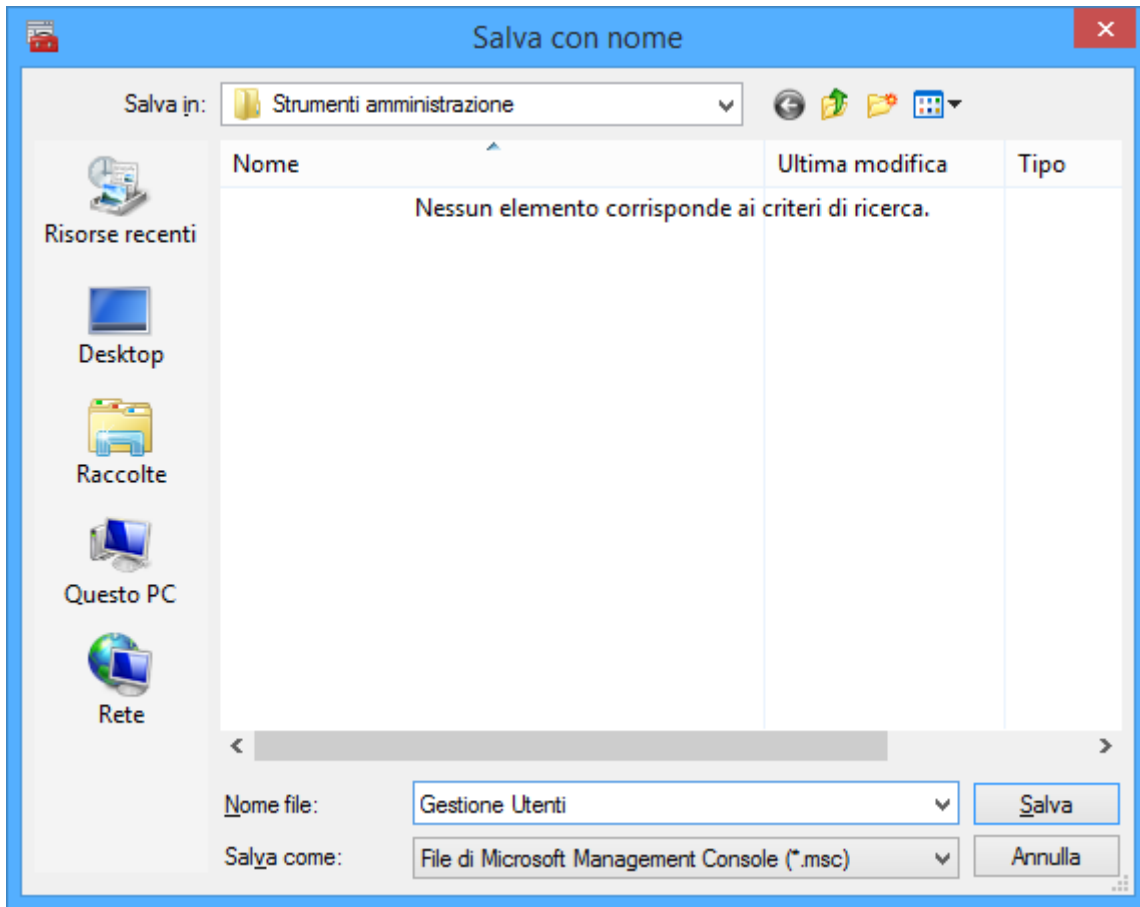 Salva con nome
Salva in: Strumenti amministrazione
Nome Ultima modifica Tipo
Nessun elemento corrisponde ai criteri di ricerca.
Risorse recenti
Desktop
Raccolte
Questo PC
Rete
Nome file: Gestione Utenti Salva
Salva come: File di Microsoft Management Console (*.msc) Annulla